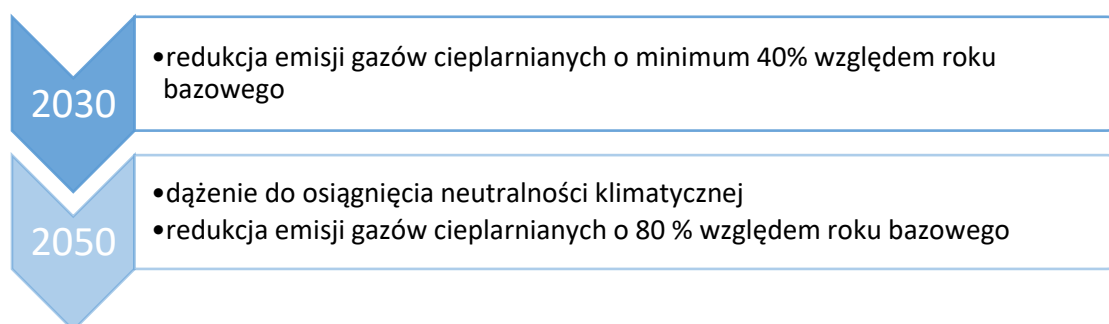 2030
•redukcja emisji gazów cieplarnianych o minimum 40% względem roku
bazowego
2050
•dążenie do osiągnięcia neutralności klimatycznej
•redukcja emisji gazów cieplarnianych o 80 % względem roku bazowego